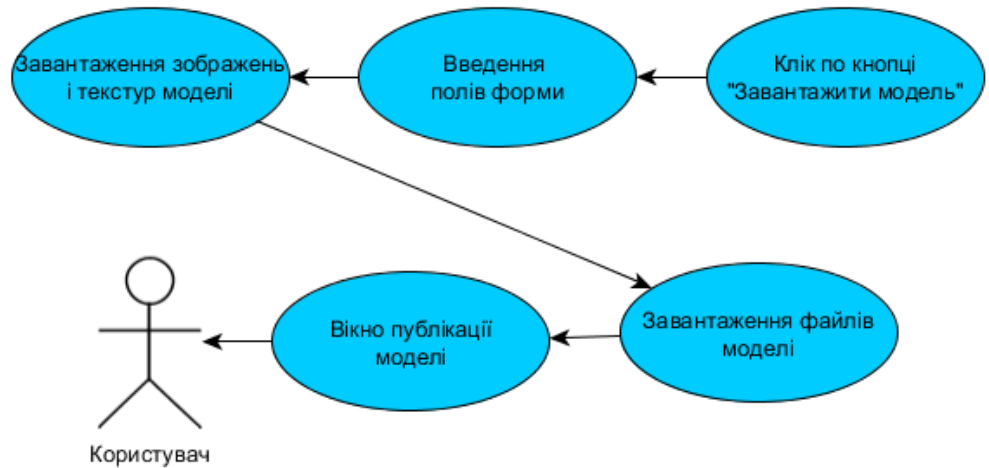 Завантаження зображень
і текстур моделі
Введення
полів форми
Клік по кнопці
"Завантажити модель"
Вікно публікації
моделі
Завантаження файлів
моделі
Користувач